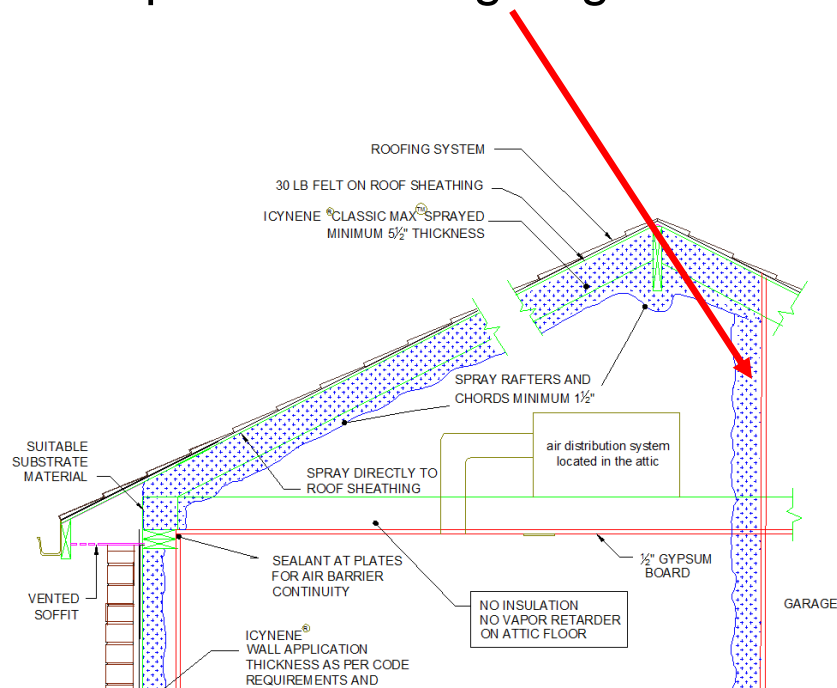 ROOFING SYSTEM
30 LB FELT ON ROOF SHEATHING
ICYNENE ®CLASSIC MAX™SPRAYED
MINIMUM 5½" THICKNESS
SPRAY RAFTERS AND
CHORDS MINIMUM 1½"
air distribution system
located in the attic
SUITABLE
SUBSTRATE
MATERIAL
SPRAY DIRECTLY TO
ROOF SHEATHING
SEALANT AT PLATES
FOR AIR BARRIER
CONTINUITY
½" GYPSUM
BOARD
VENTED
SOFFIT
NO INSULATION
NO VAPOR RETARDER
ON ATTIC FLOOR
GARAGE
ICYNENE®
WALL APPLICATION
THICKNESS AS PER CODE
REQUIREMENTS AND